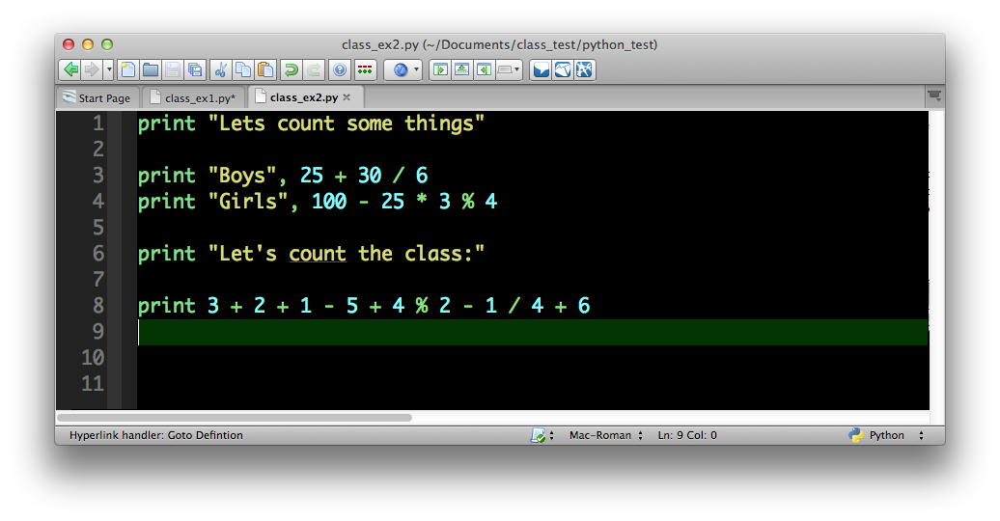 class_ex2.py (~/Documents/class_test/python_test)
Start Page class_ex1.py* class_ex2.py
1 print "Lets count some things"
2
3 print "Boys", 25 + 30 / 6
4 print "Girls", 100 - 25 * 3 % 4
5
6 print "Let's count the class:"
7
8 print 3 + 2 + 1 - 5 + 4 % 2 - 1 / 4 + 6
9
10
11
Hyperlink handler: Goto Defintion Mac-Roman Ln: 9 Col: 0 Python